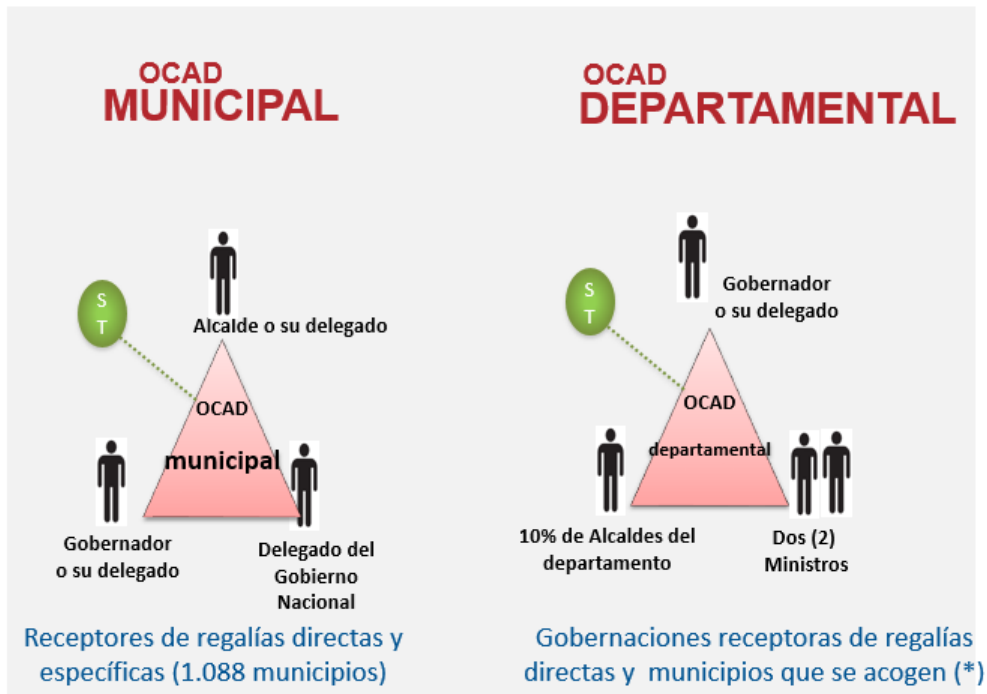 OCAD
MUNICIPAL
S
T
Alcalde o su delegado
OCAD
municipal
Gobernador
o su delegado
Delegado del
Gobierno
Nacional
Receptores de regalías directas y
específicas (1.088 municipios)
OCAD
DEPARTAMENTAL
S
T
Gobernador
o su delegado
OCAD
departamental
10% de Alcaldes del
departamento
Dos (2)
Ministros
Gobernaciones receptoras de regalías
directas y municipios que se acogen (*)